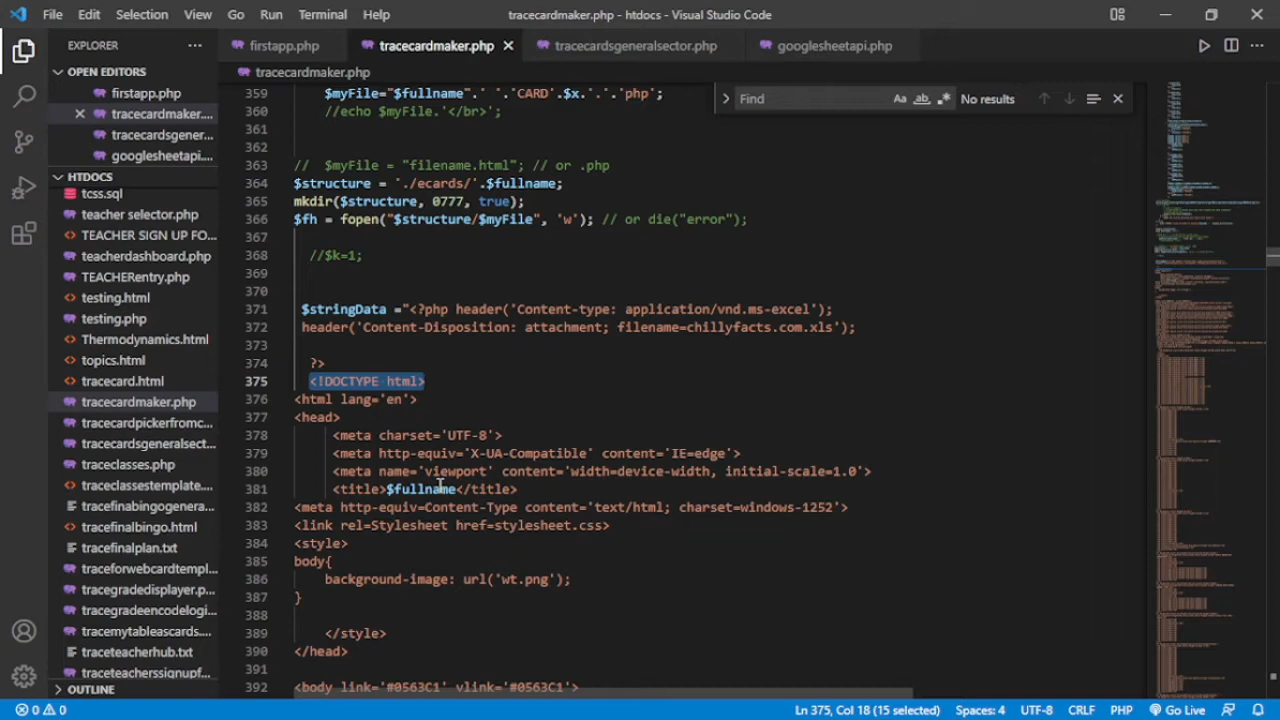 File Edit Selection View Go Run Terminal Help tracecardmaker.php - htdocs - Visual Studio Code
EXPLORER
firstapp.php tracecardmaker.php tracecardsgeneralsector.php googlesheetapi.php
OPEN EDITORS
firstapp.php
tracecardmaker...
tracecardsgener...
googlesheetapi....
HTDOCS
tcss.sql
teacher selector.php
TEACHER SIGN UP FO...
teacherdashboard.php
TEACHERentry.php
testing.html
testing.php
Thermodynamics.html
topics.html
tracecard.html
tracecardmaker.php
tracecardpickerfromc...
tracecardsgeneralsect...
traceclasses.php
traceclassestemplate...
tracefinalbingogenera...
tracefinalbingo.html
tracefinalplan.txt
traceforwebcardtempl...
tracegradedisplayer.p...
tracegradeencodelogi...
tracemytableascards....
traceteacherhub.txt
traceteacherssignupf...
OUTLINE
tracecardmaker.php
Find Aa ab No results
359 $myFile="$fullname".' '.'CARD'.$x.'.'.'php';
360 //echo $myFile.'</br>';
361
362
363 // $myFile = "filename.html"; // or .php
364 $structure = './ecards/'.$fullname;
365 mkdir($structure, 0777, true);
366 $fh = fopen("$structure/$myFile", 'w'); // or die("error");
367
368 //$k=1;
369
370
371 $stringData ="<?php header('Content-type: application/vnd.ms-excel');
372 header('Content-Disposition: attachment; filename=chillyfacts.com.xls');
373
374 ?>
375 <!DOCTYPE html>
376 <html lang='en'>
377 <head>
378 <meta charset='UTF-8'>
379 <meta http-equiv='X-UA-Compatible' content='IE=edge'>
380 <meta name='viewport' content='width=device-width, initial-scale=1.0'>
381 <title>$fullname</title>
382 <meta http-equiv=Content-Type content='text/html; charset=windows-1252'>
383 <link rel=Stylesheet href=stylesheet.css>
384 <style>
385 body{
386 background-image: url('wt.png');
387 }
388
389 </style>
390 </head>
391
392 <body link='#0563C1' vlink='#0563C1'>
0 0 Ln 375, Col 18 (15 selected) Spaces: 4 UTF-8 CRLF PHP Go Live